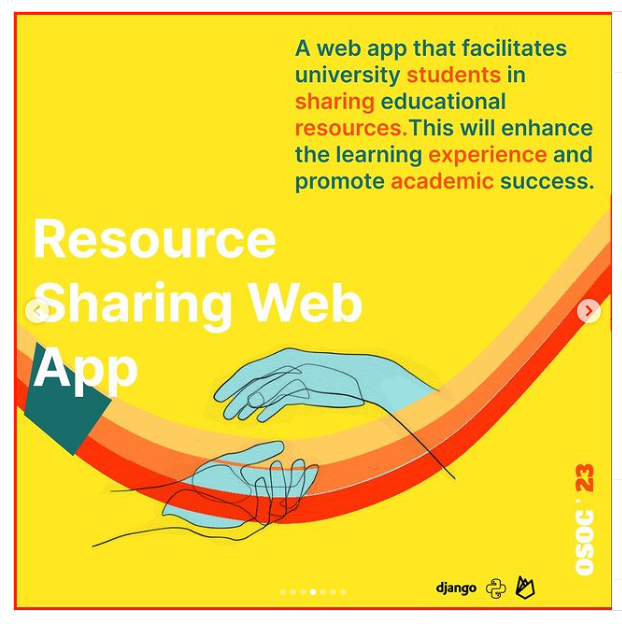 A web app that facilitates
university students in
sharing educational
resources.This will enhance
the learning experience and
promote academic success.
Resource
Sharing Web
App
OSOC ' 23
django